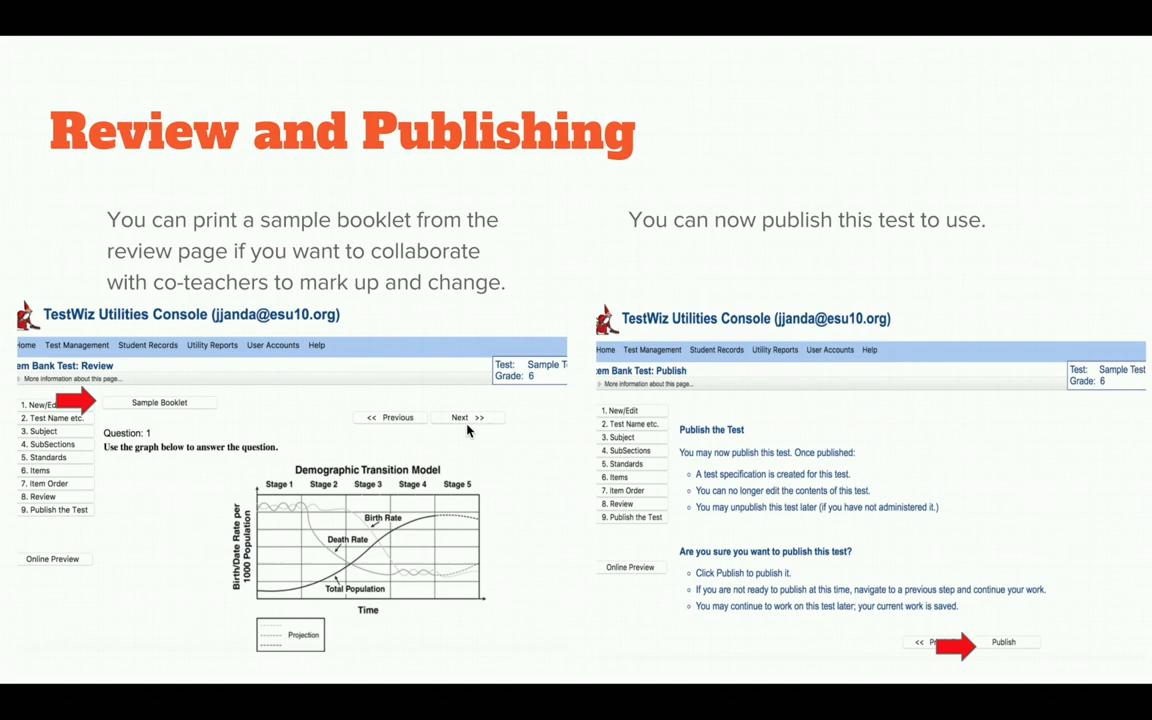 Review and Publishing
You can print a sample booklet from the
review page if you want to collaborate
with co-teachers to mark up and change.
TestWiz Utilities Console (jjanda@esu10.org)
Home Test Management Student Records Utility Reports User Accounts Help
em Bank Test: Review
Test: Sample T
Grade: 6
More information about this page...
1. New/Ed
2. Test Name etc.
3. Subject
4. SubSections
5. Standards
6. Items
7. Item Order
8. Review
9. Publish the Test
Online Preview
Sample Booklet
<< Previous Next >>
Question: 1
Use the graph below to answer the question.
Demographic Transition Model
Stage 1 Stage 2 Stage 3 Stage 4 Stage 5
Birth/Date Rate per
1000 Population
Birth Rate
Death Rate
Total Population
Time
Projection
You can now publish this test to use.
TestWiz Utilities Console (jjanda@esu10.org)
Home Test Management Student Records Utility Reports User Accounts Help
em Bank Test: Publish
Test: Sample Test
Grade: 6
More information about this page...
1. New/Edit
2. Test Name etc.
3. Subject
4. SubSections
5. Standards
6. Items
7. Item Order
8. Review
9. Publish the Test
Online Preview
Publish the Test
You may now publish this test. Once published:
A test specification is created for this test.
You can no longer edit the contents of this test.
You may unpublish this test later (if you have not administered it.)
Are you sure you want to publish this test?
Click Publish to publish it.
If you are not ready to publish at this time, navigate to a previous step and continue your work.
You may continue to work on this test later; your current work is saved.
<< P Publish